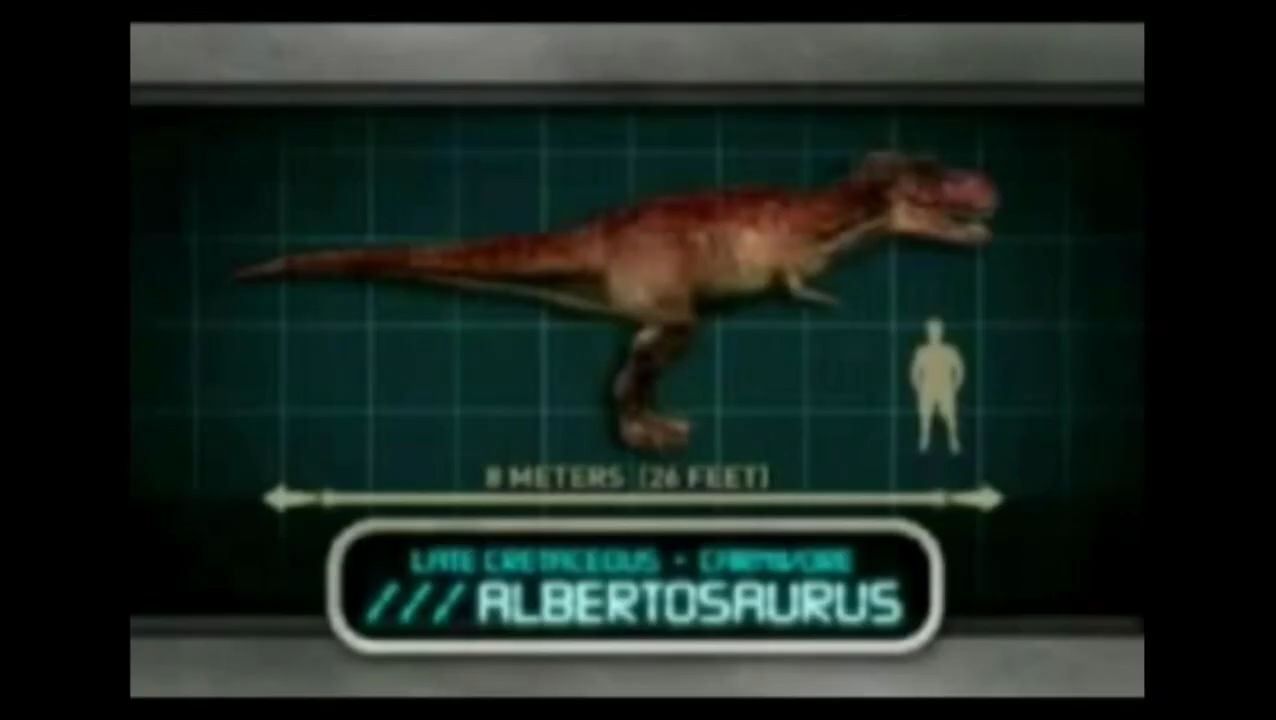 8 METERS (26 FEET)
LATE CRETACEOUS - CARNIVORE
/// ALBERTOSAURUS